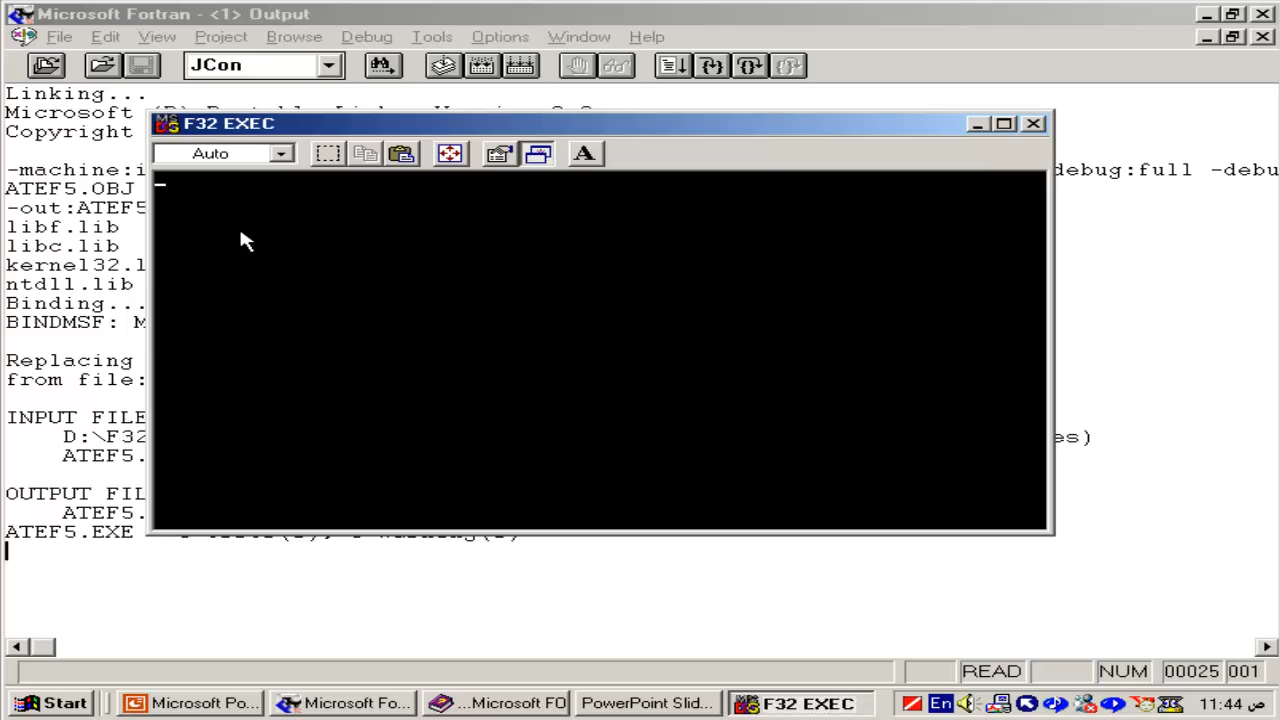 Microsoft Fortran - <1> Output
File Edit View Project Browse Debug Tools Options Window Help
JCon
Linking...
Microsoft
Copyright
-machine:i
debug:full -debu
ATEF5.OBJ
-out:ATEF5
libf.lib
libc.lib
kernel32.l
ntdll.lib
Binding...
BINDMSF: M
Replacing
from file:
INPUT FILE
D:\F32
es)
ATEF5.
OUTPUT FIL
ATEF5.
ATEF5.EXE
F32 EXEC
Auto
A
READ NUM 00025 001
Start Microsoft Po... Microsoft Fo... ...Microsoft FO PowerPoint Slid... F32 EXEC En 11:44 ص